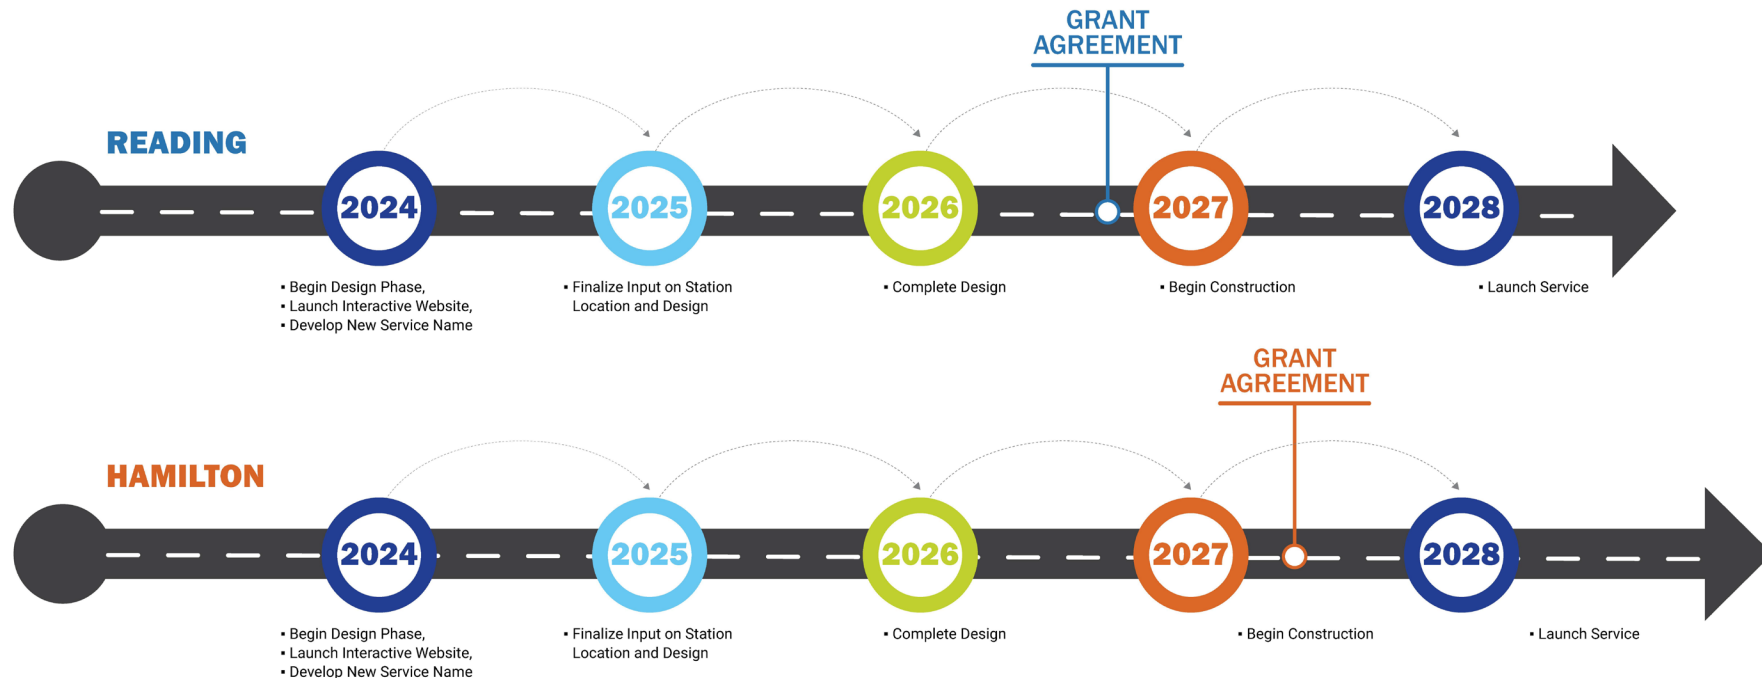 GRANT
AGREEMENT
READING
2024
2025
2026
2027
2028
▪ Begin Design Phase,
▪ Launch Interactive Website,
▪ Develop New Service Name
▪ Finalize Input on Station
Location and Design
▪ Complete Design
▪ Begin Construction
▪ Launch Service
GRANT
AGREEMENT
HAMILTON
2024
2025
2026
2027
2028
▪ Begin Design Phase,
▪ Launch Interactive Website,
▪ Develop New Service Name
▪ Finalize Input on Station
Location and Design
▪ Complete Design
▪ Begin Construction
▪ Launch Service